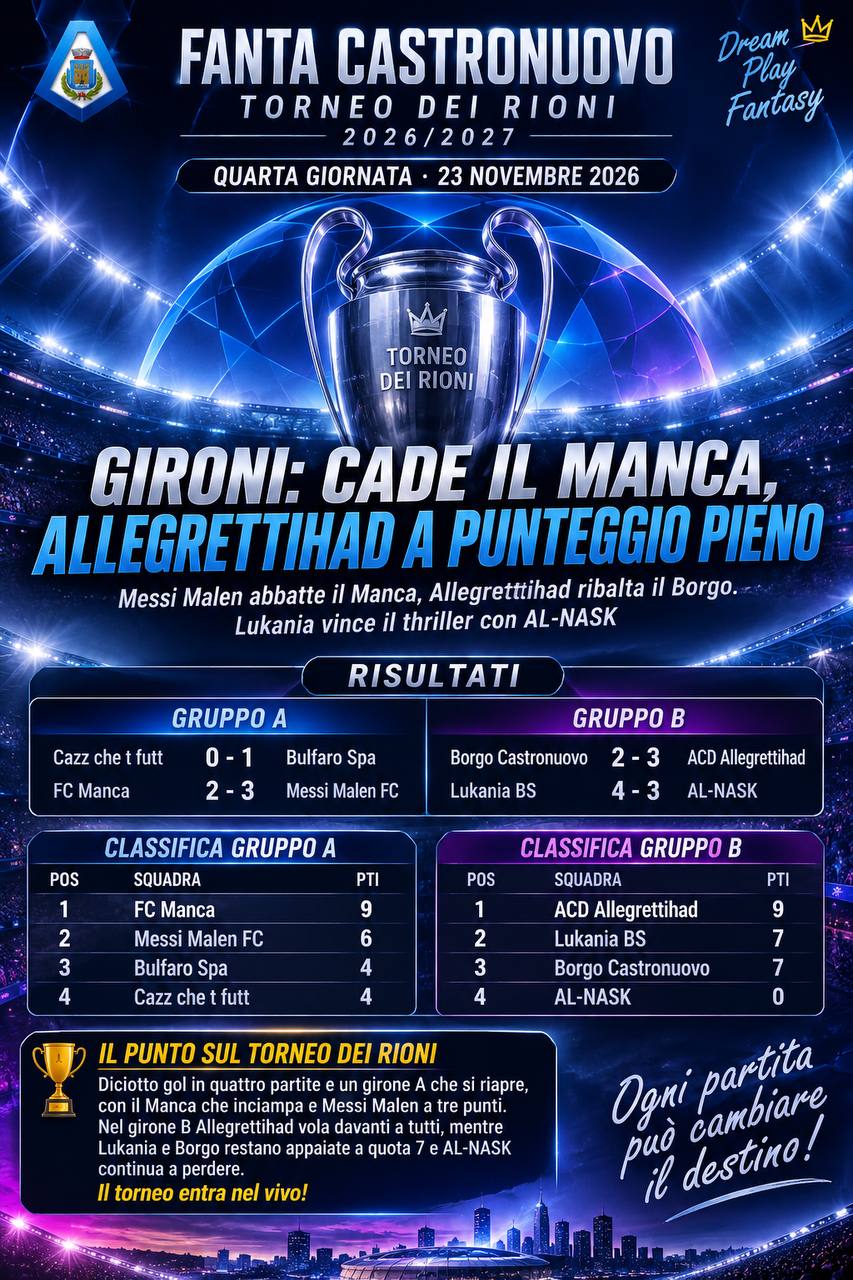 FANTA CASTRONUOVO
TORNEO DEI RIONI
2026/2027
Dream
Play
Fantasy
QUARTA GIORNATA · 23 NOVEMBRE 2026
TORNEO
DEI RIONI
GIRONI: CADE IL MANCA,
ALLEGRETTIHAD A PUNTEGGIO PIENO
Messi Malen abbatte il Manca, Allegretttihad ribalta il Borgo.
Lukania vince il thriller con AL-NASK
RISULTATI
GRUPPO A
Cazz che t futt 0 - 1 Bulfaro Spa
FC Manca 2 - 3 Messi Malen FC
GRUPPO B
Borgo Castronuovo 2 - 3 ACD Allegrettihad
Lukania BS 4 - 3 AL-NASK
CLASSIFICA GRUPPO A
POS SQUADRA PTI
1 FC Manca 9
2 Messi Malen FC 6
3 Bulfaro Spa 4
4 Cazz che t futt 4
CLASSIFICA GRUPPO B
POS SQUADRA PTI
1 ACD Allegrettihad 9
2 Lukania BS 7
3 Borgo Castronuovo 7
4 AL-NASK 0
IL PUNTO SUL TORNEO DEI RIONI
Diciotto gol in quattro partite e un girone A che si riapre,
con il Manca che inciampa e Messi Malen a tre punti.
Nel girone B Allegrettihad vola davanti a tutti, mentre
Lukania e Borgo restano appaiate a quota 7 e AL-NASK
continua a perdere.
Il torneo entra nel vivo!
Ogni partita
può cambiare
il destino!